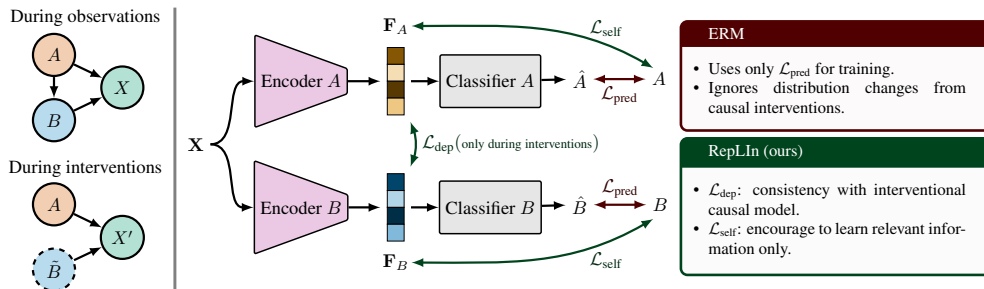 During observations
A
B
X
During interventions
A
B̃
X′
X
Encoder A
Encoder B
F_A
F_B
Classifier A
Classifier B
Â
A
B̂
B
ℒ_self
ℒ_pred
ℒ_dep (only during interventions)
ℒ_pred
ℒ_self
ERM
• Uses only ℒ_pred for training.
• Ignores distribution changes from
causal interventions.
RepLIn (ours)
• ℒ_dep: consistency with interventional
causal model.
• ℒ_self: encourage to learn relevant infor-
mation only.